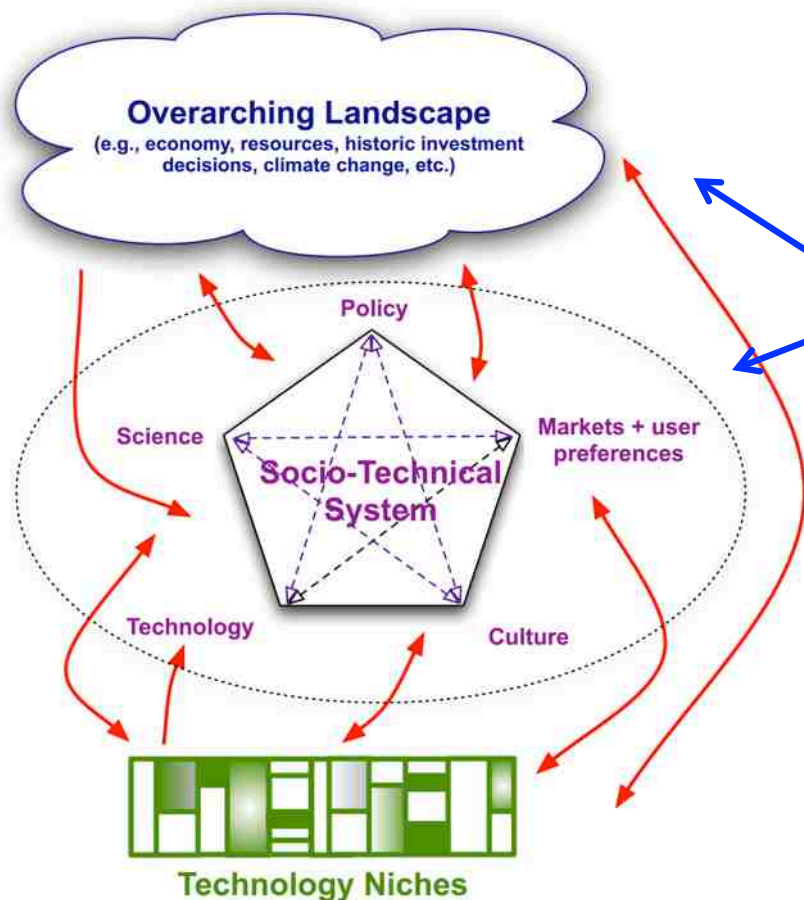 Overarching Landscape
(e.g., economy, resources, historic investment
decisions, climate change, etc.)
Policy
Science
Markets + user
preferences
Socio-Technical
System
Technology
Culture
Technology Niches